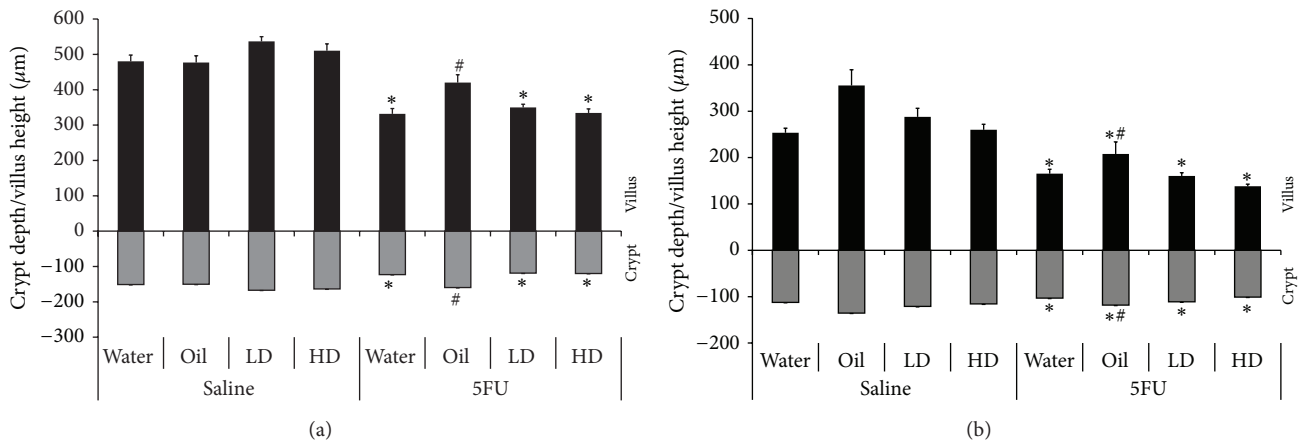 600
500
400
300
200
100
0
−100
−200
−300
Crypt depth/villus height (μm)
* # * *
* # * *
Villus
Crypt
Water Oil LD HD Water Oil LD HD
Saline 5FU
(a)
500
400
300
200
100
0
−100
−200
Crypt depth/villus height (μm)
* *# * *
* *# * *
Villus
Crypt
Water Oil LD HD Water Oil LD HD
Saline 5FU
(b)